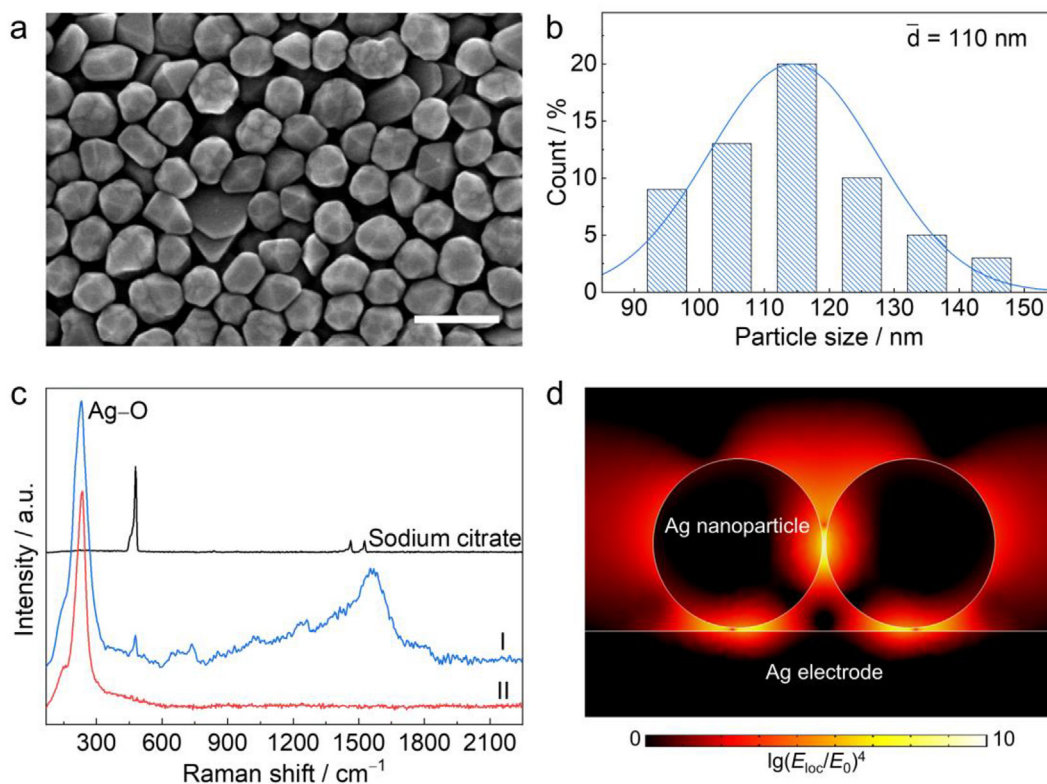 a
b
d̅ = 110 nm
20
15
10
5
0
Count / %
90 100 110 120 130 140 150
Particle size / nm
c
Ag–O
Sodium citrate
I
II
Intensity / a.u.
300 600 900 1200 1500 1800 2100
Raman shift / cm⁻¹
d
Ag nanoparticle
Ag electrode
0 10
lg(E_loc/E_0)⁴